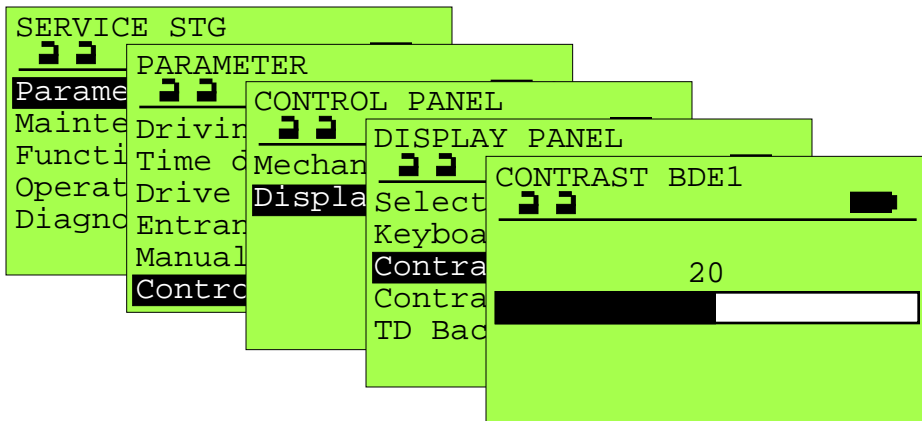 SERVICE STG
Parame
Mainte
Functi
Operat
Diagno
PARAMETER
Drivin
Time d
Drive
Entran
Manual
Contro
CONTROL PANEL
Mechan
Displa
DISPLAY PANEL
Select
Keyboa
Contra
Contra
TD Bac
CONTRAST BDE1
20